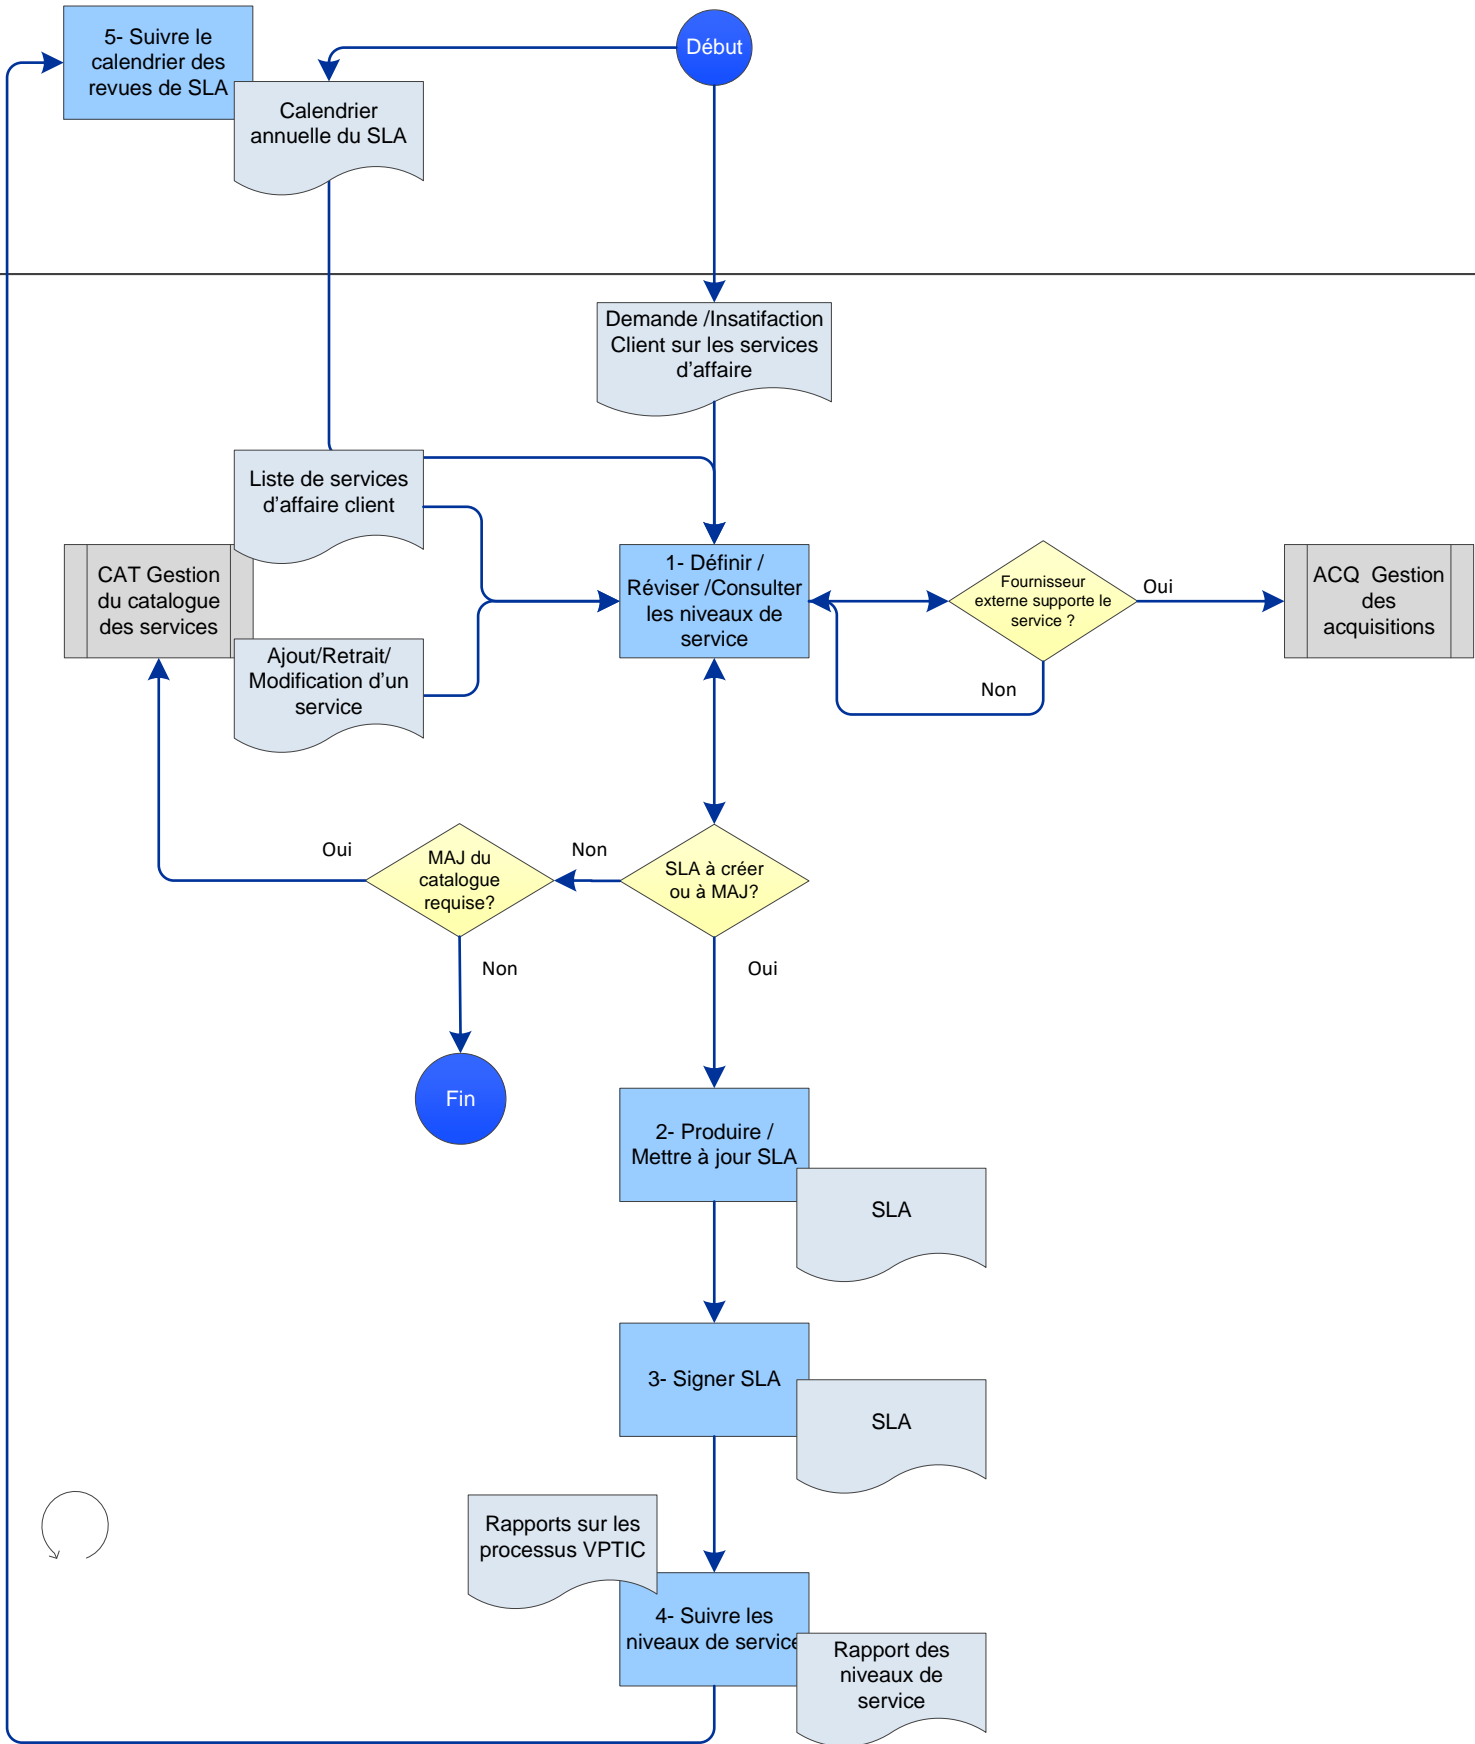 5- Suivre le
calendrier des
revues de SLA
Début
Calendrier
annuelle du SLA
Demande /Insatifaction
Client sur les services
d’affaire
Liste de services
d’affaire client
CAT Gestion
du catalogue
des services
1- Définir /
Réviser /Consulter
les niveaux de
service
Fournisseur
externe supporte le
service ?
Oui
ACQ  Gestion
des
acquisitions
Non
Ajout/Retrait/
Modification d’un
service
Oui
MAJ du
catalogue
requise?
Non
SLA à créer
ou à MAJ?
Non
Oui
Fin
2- Produire /
Mettre à jour SLA
SLA
3- Signer SLA
SLA
Rapports sur les
processus VPTIC
4- Suivre les
niveaux de service
Rapport des
niveaux de
service